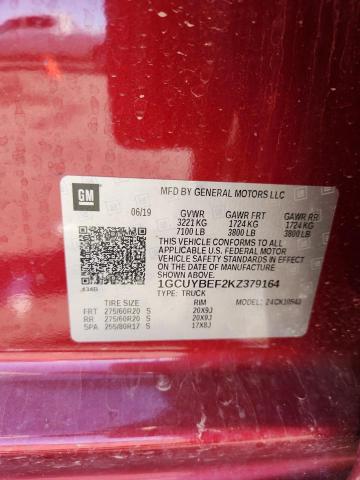 GM
MFD BY GENERAL MOTORS LLC
06/19 GVWR GAWR FRT GAWR RR
3221 KG 1724 KG 1724 KG
7100 LB 3800 LB 3800 LB
THIS VEHICLE CONFORMS TO ALL
APPLICABLE U.S. FEDERAL MOTOR
VEHICLE SAFETY STANDARDS IN
EFFECT ON THE DATE OF MANUFACTURE
SHOWN ABOVE.
1GCUYBEF2KZ379164
TYPE: TRUCK
TIRE SIZE RIM MODEL:
FRT 275/60R20 S 20X9J
RR 275/60R20 S 20X9J
SPA 255/80R17 S 17X8J